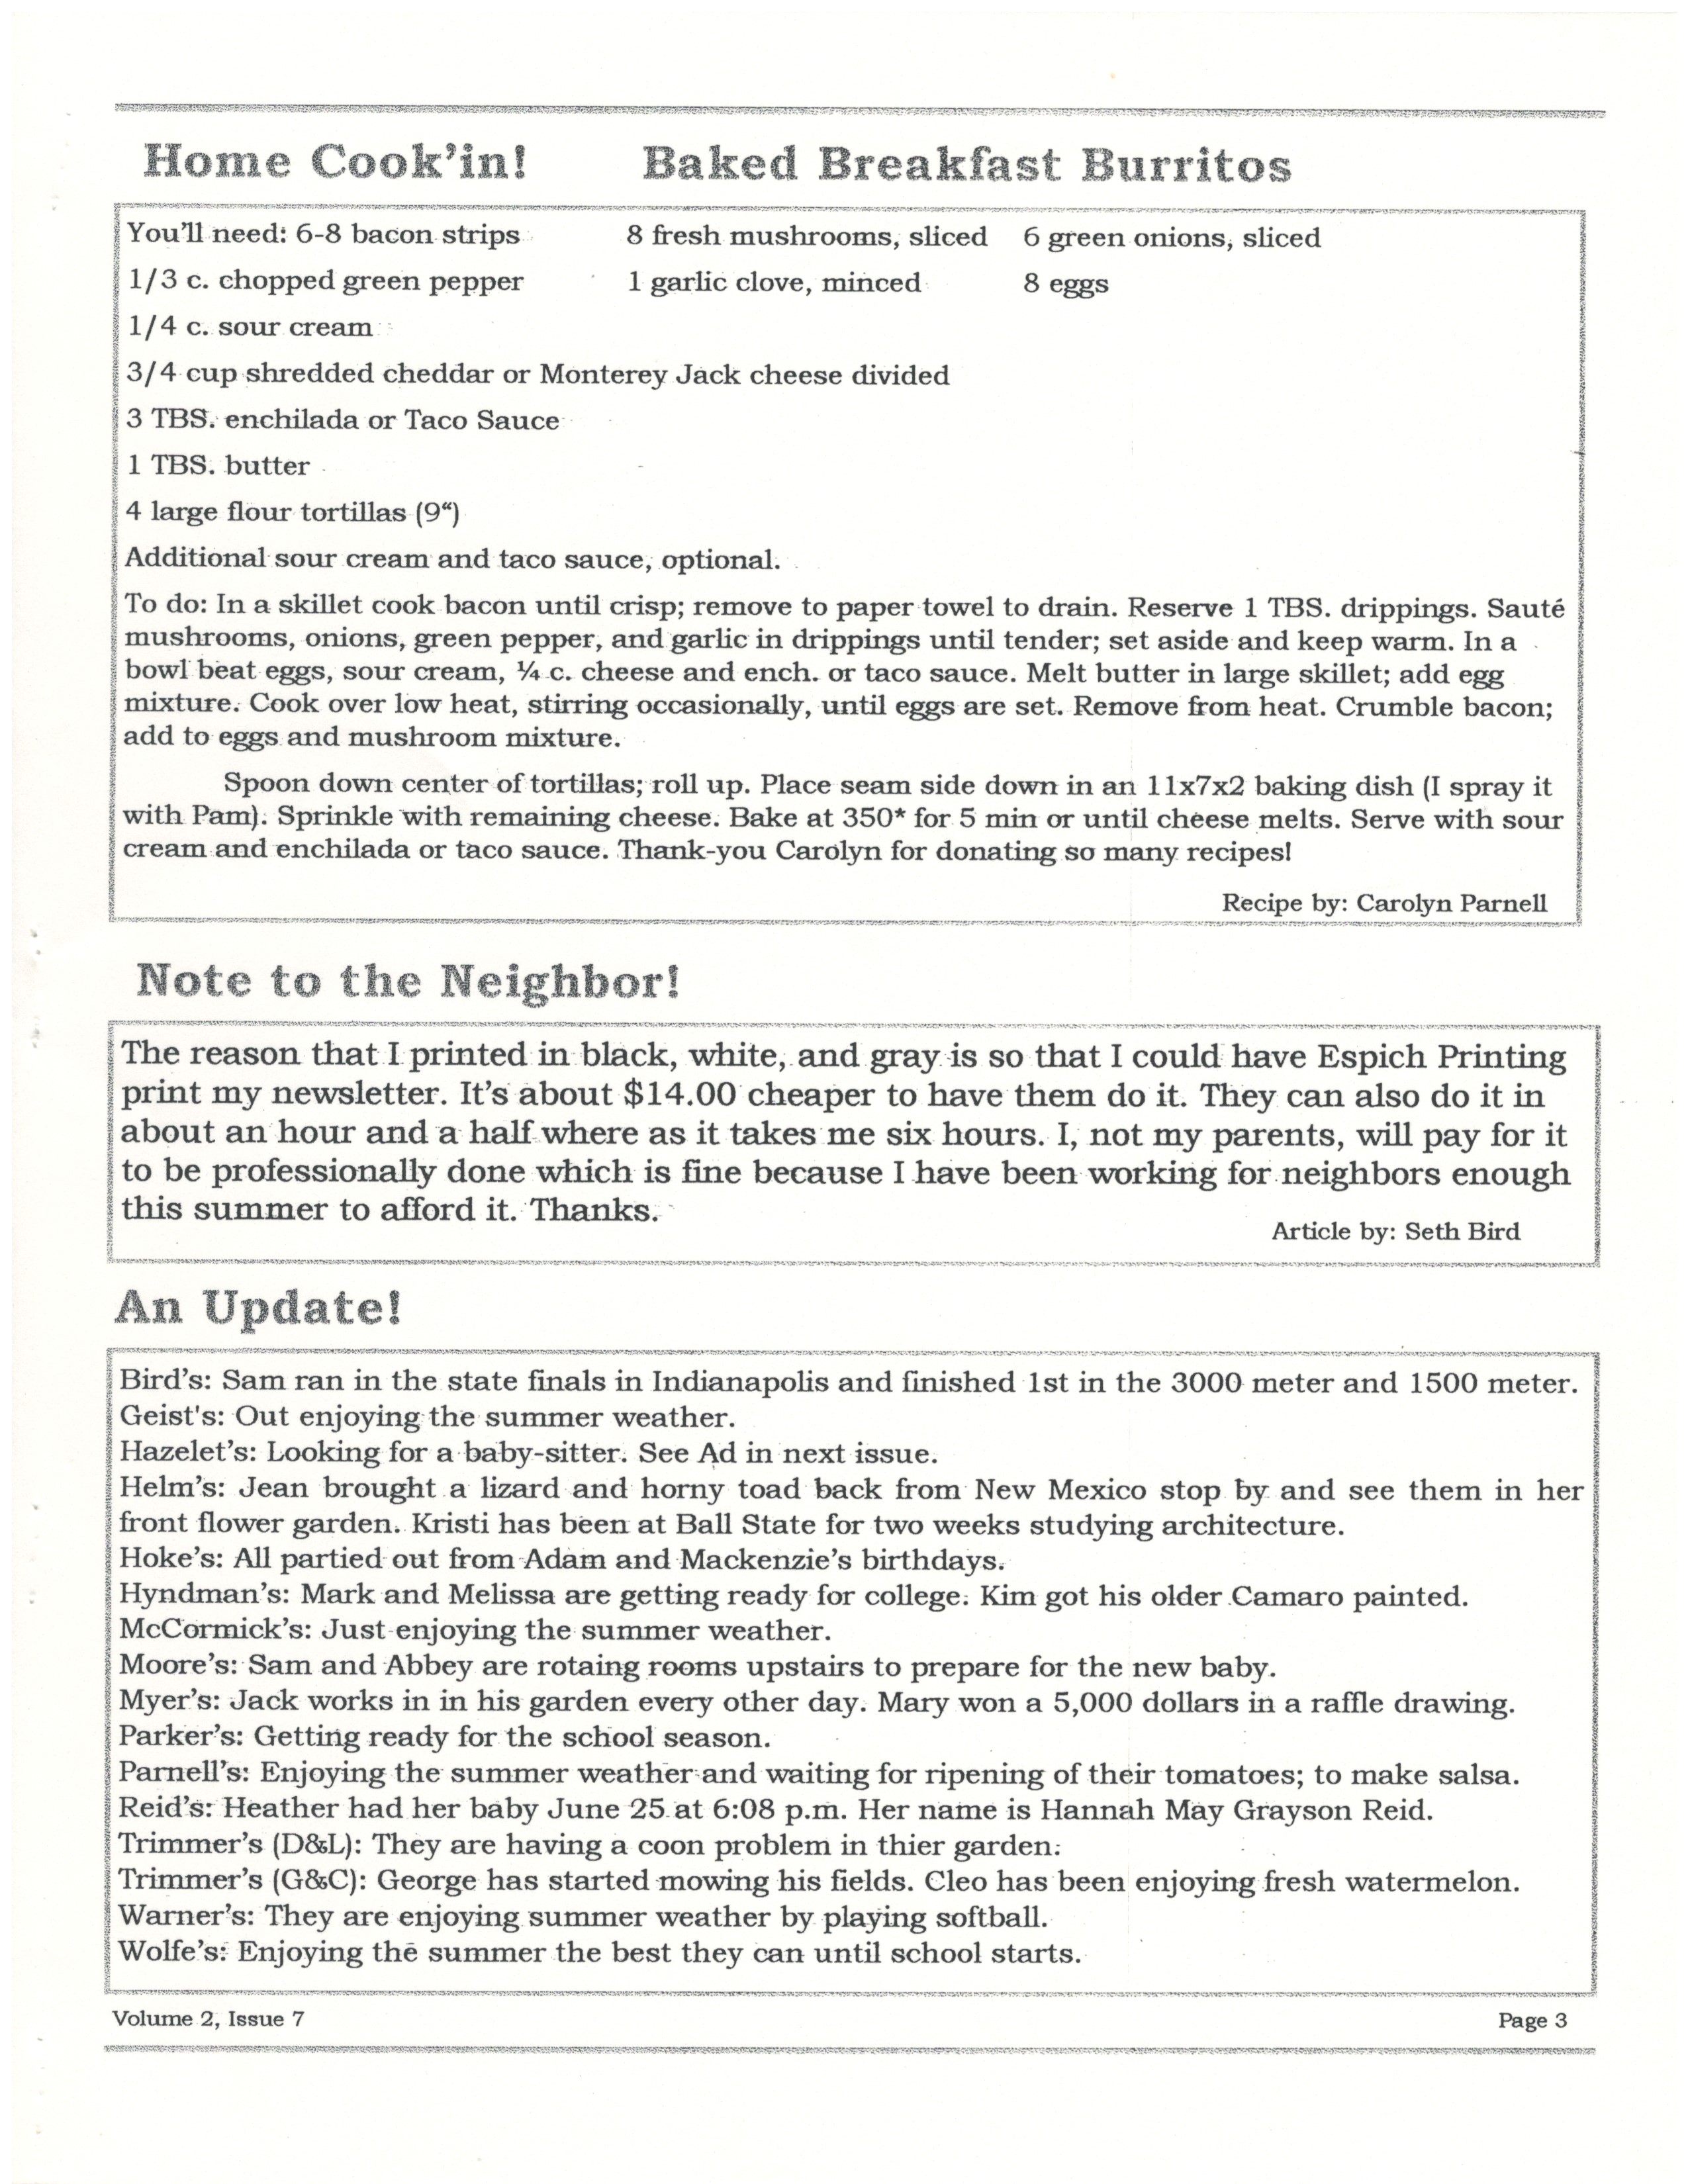 Home Cook'in! Baked Breakfast Burritos
You'll need: 6-8 bacon strips 8 fresh mushrooms, sliced 6 green onions, sliced
1/3 c. chopped green pepper 1 garlic clove, minced 8 eggs
1/4 c. sour cream
3/4 cup shredded cheddar or Monterey Jack cheese divided
3 TBS. enchilada or Taco Sauce
1 TBS. butter
4 large flour tortillas (9“)
Additional sour cream and taco sauce, optional.
To do: In a skillet cook bacon until crisp; remove to paper towel to drain. Reserve 1 TBS. drippings. Sauté
mushrooms, onions, green pepper, and garlic in drippings until tender; set aside and keep warm. In a
bowl beat eggs, sour cream, ¼ c. cheese and ench. or taco sauce. Melt butter in large skillet; add egg
mixture. Cook over low heat, stirring occasionally, until eggs are set. Remove from heat. Crumble bacon;
add to eggs and mushroom mixture.
Spoon down center of tortillas; roll up. Place seam side down in an 11x7x2 baking dish (I spray it
with Pam). Sprinkle with remaining cheese. Bake at 350* for 5 min or until cheese melts. Serve with sour
cream and enchilada or taco sauce. Thank-you Carolyn for donating so many recipes!
Recipe by: Carolyn Parnell
Note to the Neighbor!
The reason that I printed in black, white, and gray is so that I could have Espich Printing
print my newsletter. It's about $14.00 cheaper to have them do it. They can also do it in
about an hour and a half where as it takes me six hours. I, not my parents, will pay for it
to be professionally done which is fine because I have been working for neighbors enough
this summer to afford it. Thanks.
Article by: Seth Bird
An Update!
Bird's: Sam ran in the state finals in Indianapolis and finished 1st in the 3000 meter and 1500 meter.
Geist's: Out enjoying the summer weather.
Hazelet's: Looking for a baby-sitter. See Ad in next issue.
Helm's: Jean brought a lizard and horny toad back from New Mexico stop by and see them in her
front flower garden. Kristi has been at Ball State for two weeks studying architecture.
Hoke's: All partied out from Adam and Mackenzie's birthdays.
Hyndman's: Mark and Melissa are getting ready for college. Kim got his older Camaro painted.
McCormick's: Just enjoying the summer weather.
Moore's: Sam and Abbey are rotaing rooms upstairs to prepare for the new baby.
Myer's: Jack works in in his garden every other day. Mary won a 5,000 dollars in a raffle drawing.
Parker's: Getting ready for the school season.
Parnell's: Enjoying the summer weather and waiting for ripening of their tomatoes; to make salsa.
Reid's: Heather had her baby June 25 at 6:08 p.m. Her name is Hannah May Grayson Reid.
Trimmer's (D&L): They are having a coon problem in thier garden.
Trimmer's (G&C): George has started mowing his fields. Cleo has been enjoying fresh watermelon.
Warner's: They are enjoying summer weather by playing softball.
Wolfe's: Enjoying the summer the best they can until school starts.
Volume 2, Issue 7 Page 3